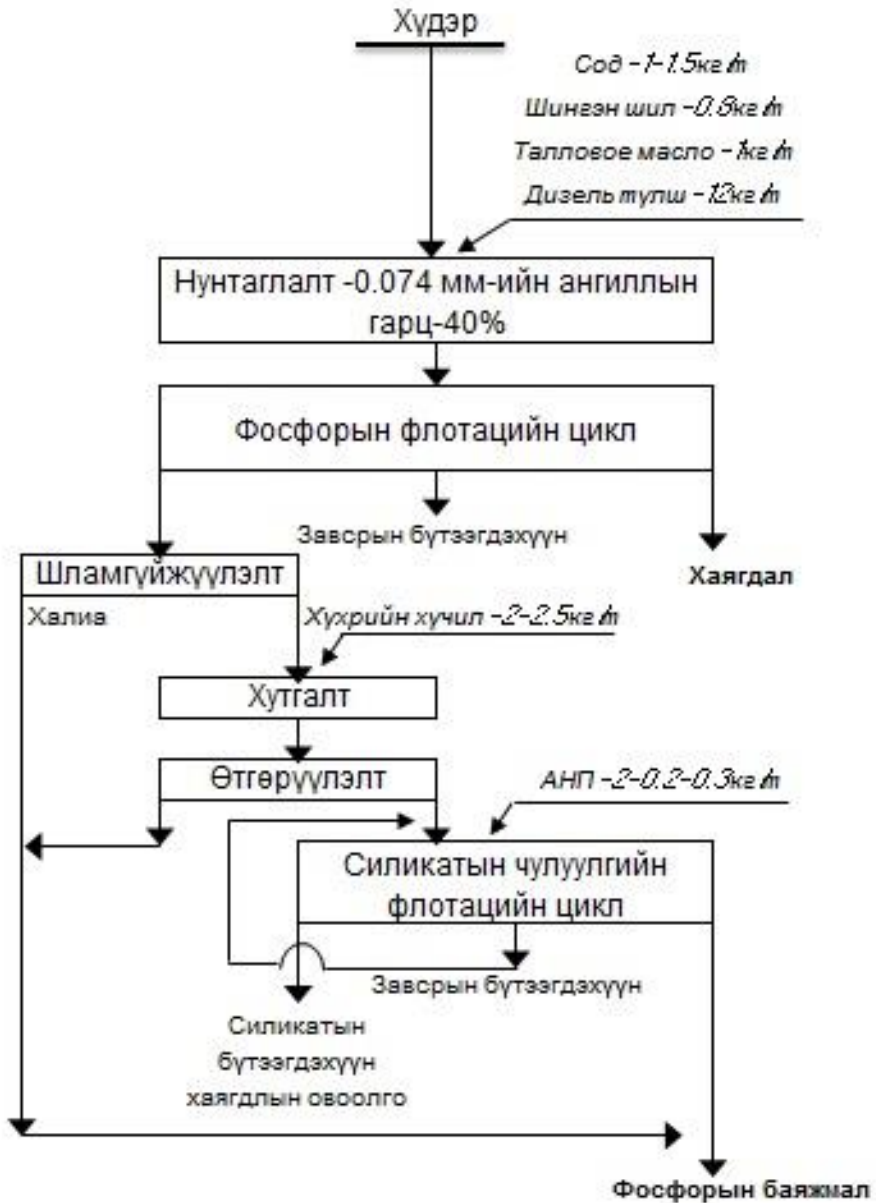 Хүдэр
Сод -1-1.5кг/т
Шингэн шил -0.8кг/т
Талловое масло -1кг/т
Дизель түлш -12кг/т
Нунтаглалт -0.074 мм-ийн ангиллын
гарц-40%
Фосфорын флотацийн цикл
Завсрын бүтээгдэхүүн
Хаягдал
Шламгүйжүүлэлт
Халиа
Хүхрийн хүчил -2-2.5кг/т
Хутгалт
Өтгөрүүлэлт
АНП -2-0.2-0.3кг/т
Силикатын чулуулгийн
флотацийн цикл
Завсрын бүтээгдэхүүн
Силикатын
бүтээгдэхүүн
хаягдлын овоолго
Фосфорын баяжмал